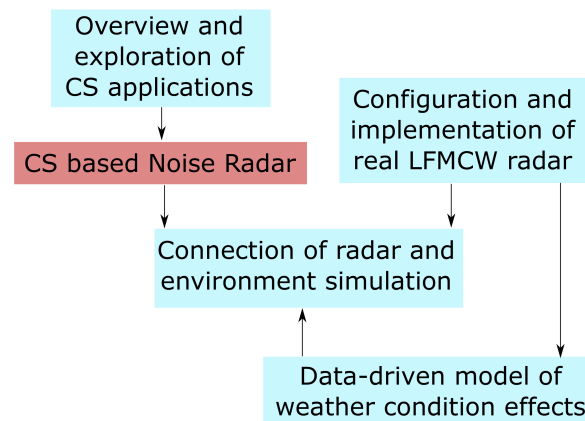 Overview and
exploration of
CS applications
CS based Noise Radar
Configuration and
implementation of
real LFMCW radar
Connection of radar and
environment simulation
Data-driven model of
weather condition effects